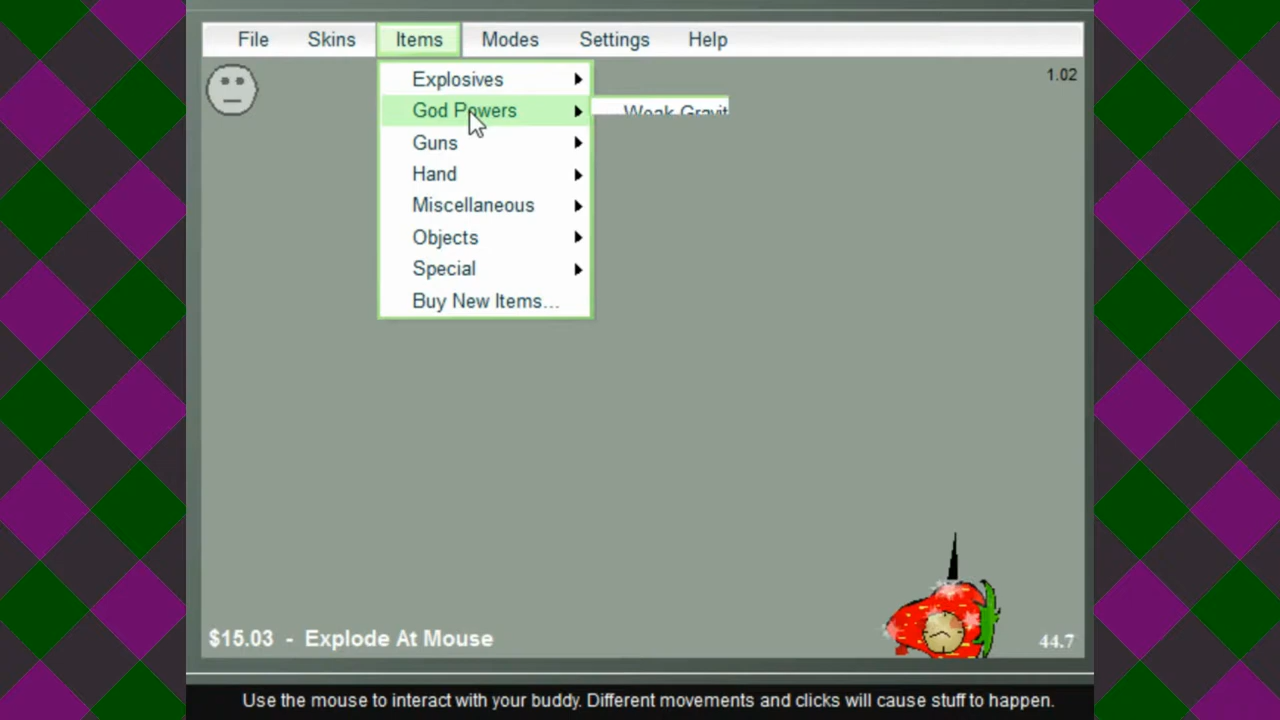 File Skins Items Modes Settings Help
1.02
Explosives
God Powers
Weak Gravit
Guns
Hand
Miscellaneous
Objects
Special
Buy New Items...
$15.03 - Explode At Mouse
44.7
Use the mouse to interact with your buddy. Different movements and clicks will cause stuff to happen.